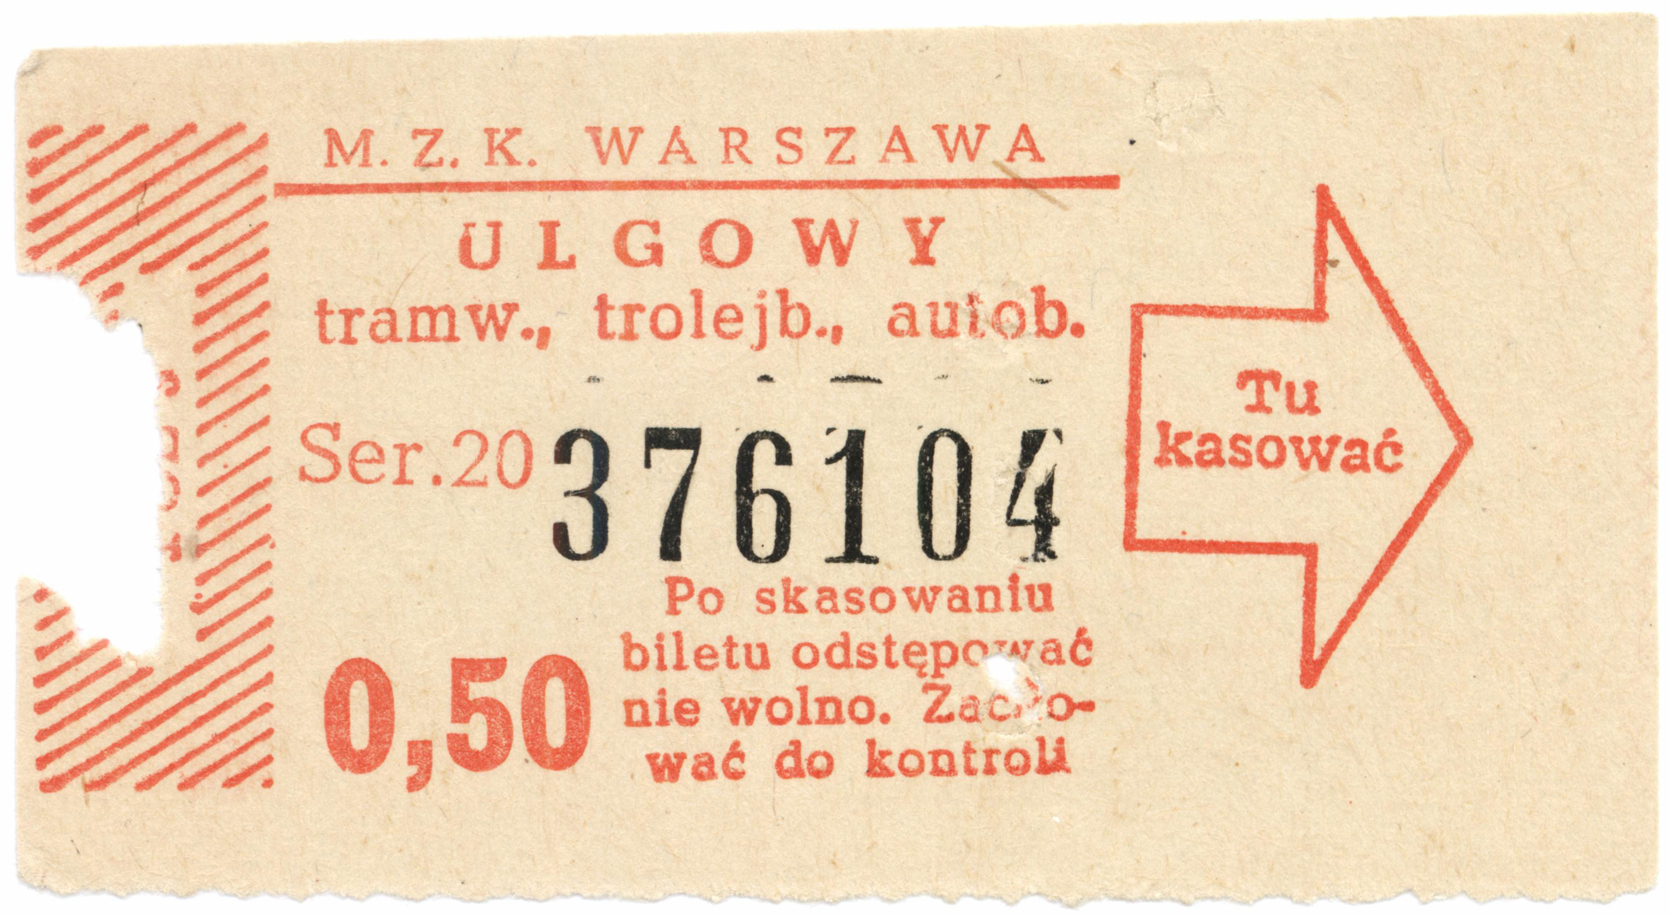 M. Z. K. WARSZAWA
ULGOWY
tramw., trolejb., autob.
Ser.20 376104
Tu
kasować
Po skasowaniu
biletu odstępować
nie wolno. Zacho-
wać do kontroli
0,50